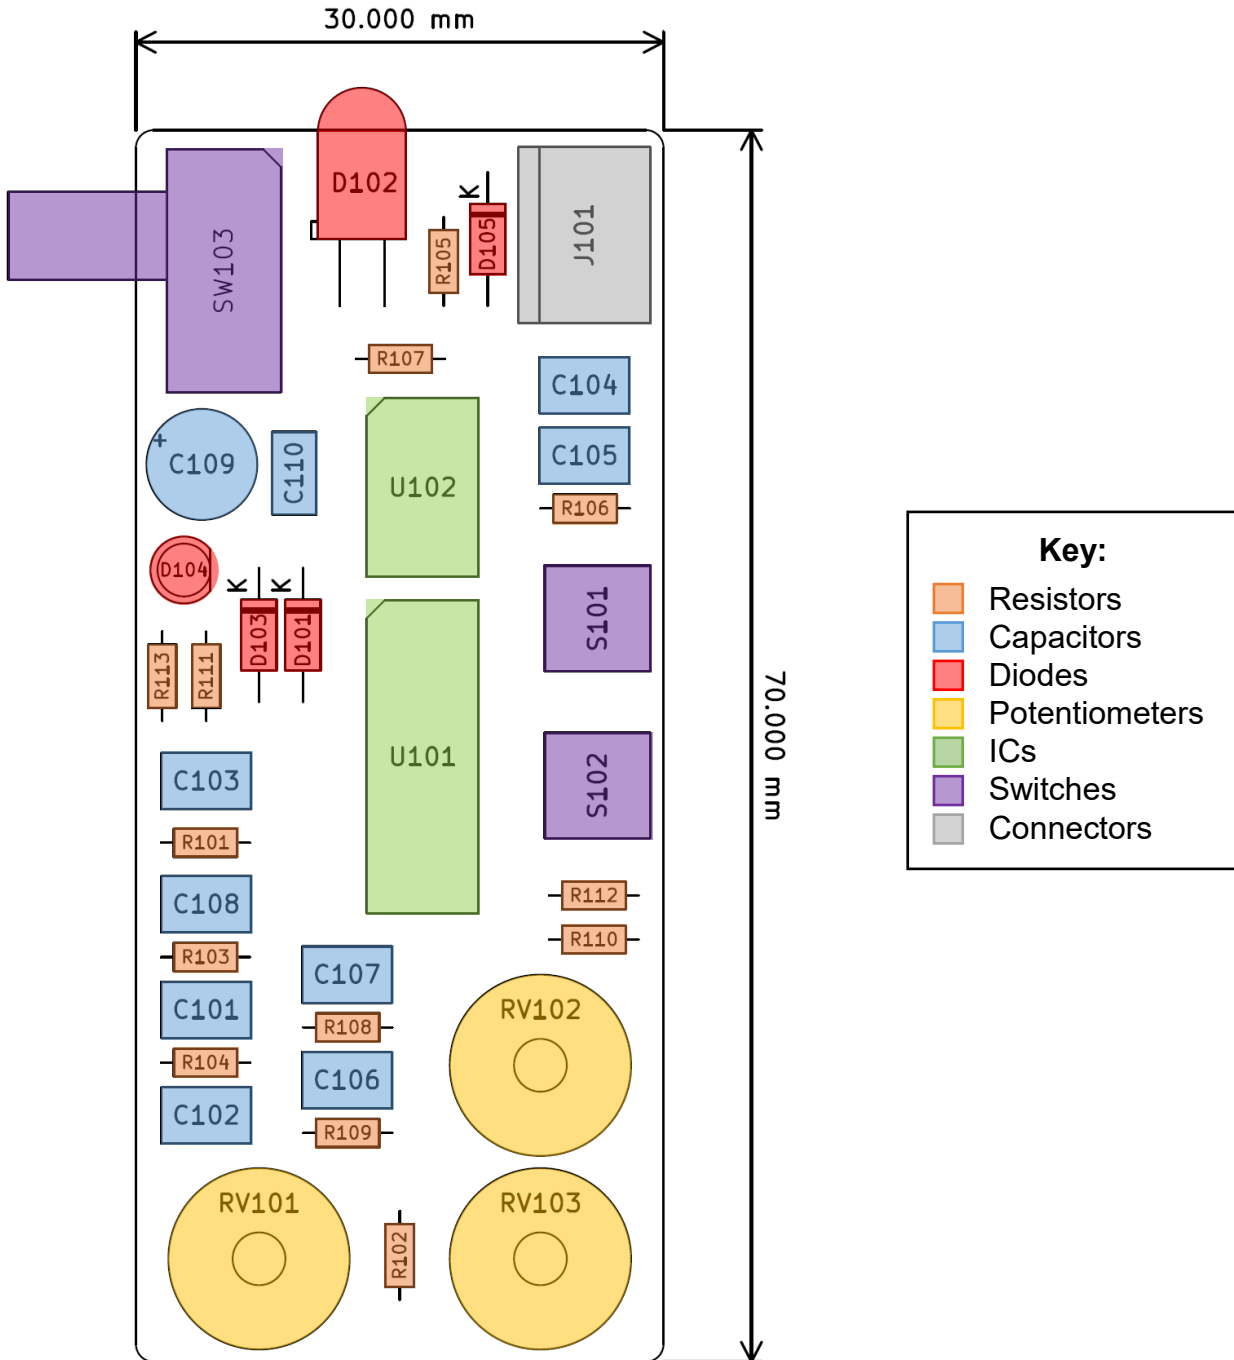 30.000 mm
D102
K
D105
R105
J101
SW103
R107
C104
C105
R106
+
C109
C110
U102
D104
K
K
D103
D101
S101
R113
R111
U101
S102
70.000 mm
C103
R101
C108
R103
C101
R104
C102
R112
R110
C107
R108
C106
R109
RV102
RV101
RV103
R102
Key:
Resistors
Capacitors
Diodes
Potentiometers
ICs
Switches
Connectors